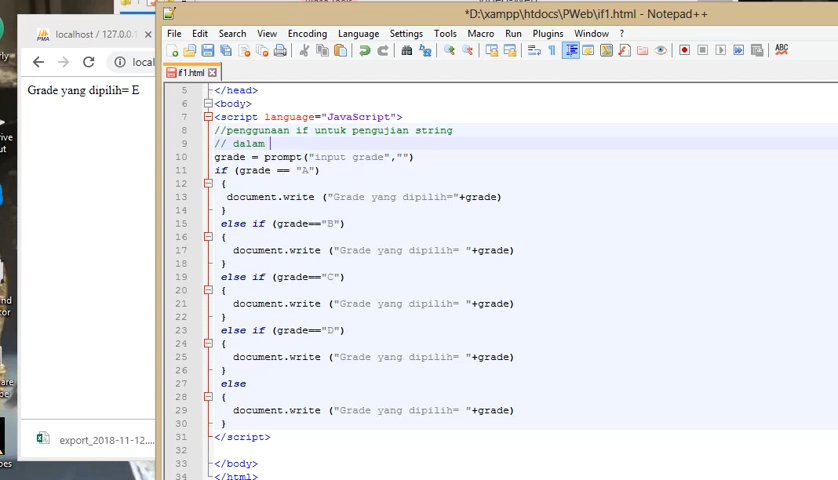 *D:\xampp\htdocs\PWeb\if1.html - Notepad++
localhost / 127.0.0.
File Edit Search View Encoding Language Settings Tools Macro Run Plugins Window ?
local
if1.html
Grade yang dipilih= E
5 </head>
6 <body>
7 <script language="JavaScript">
8 //penggunaan if untuk pengujian string
9 // dalam
10 grade = prompt("input grade","")
11 if (grade == "A")
12 {
13 document.write ("Grade yang dipilih="+grade)
14 }
15 else if (grade=="B")
16 {
17 document.write ("Grade yang dipilih= "+grade)
18 }
19 else if (grade=="C")
20 {
21 document.write ("Grade yang dipilih= "+grade)
22 }
23 else if (grade=="D")
24 {
25 document.write ("Grade yang dipilih= "+grade)
26 }
27 else
28 {
29 document.write ("Grade yang dipilih= "+grade)
30 }
31 </script>
32
33 </body>
34 </html>
export_2018-11-12....